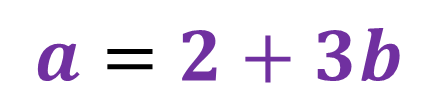 a = 2 + 3b